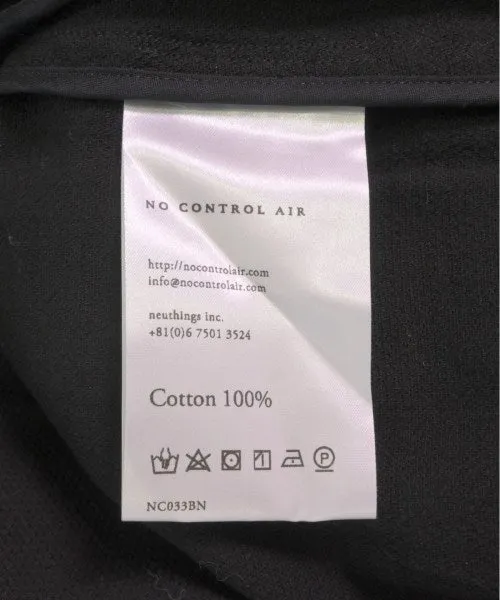 NO CONTROL AIR
http://nocontrolair.com
info@nocontrolair.com
neuthings inc.
+81(0)6 7501 3524
Cotton 100%
P
NC033BN